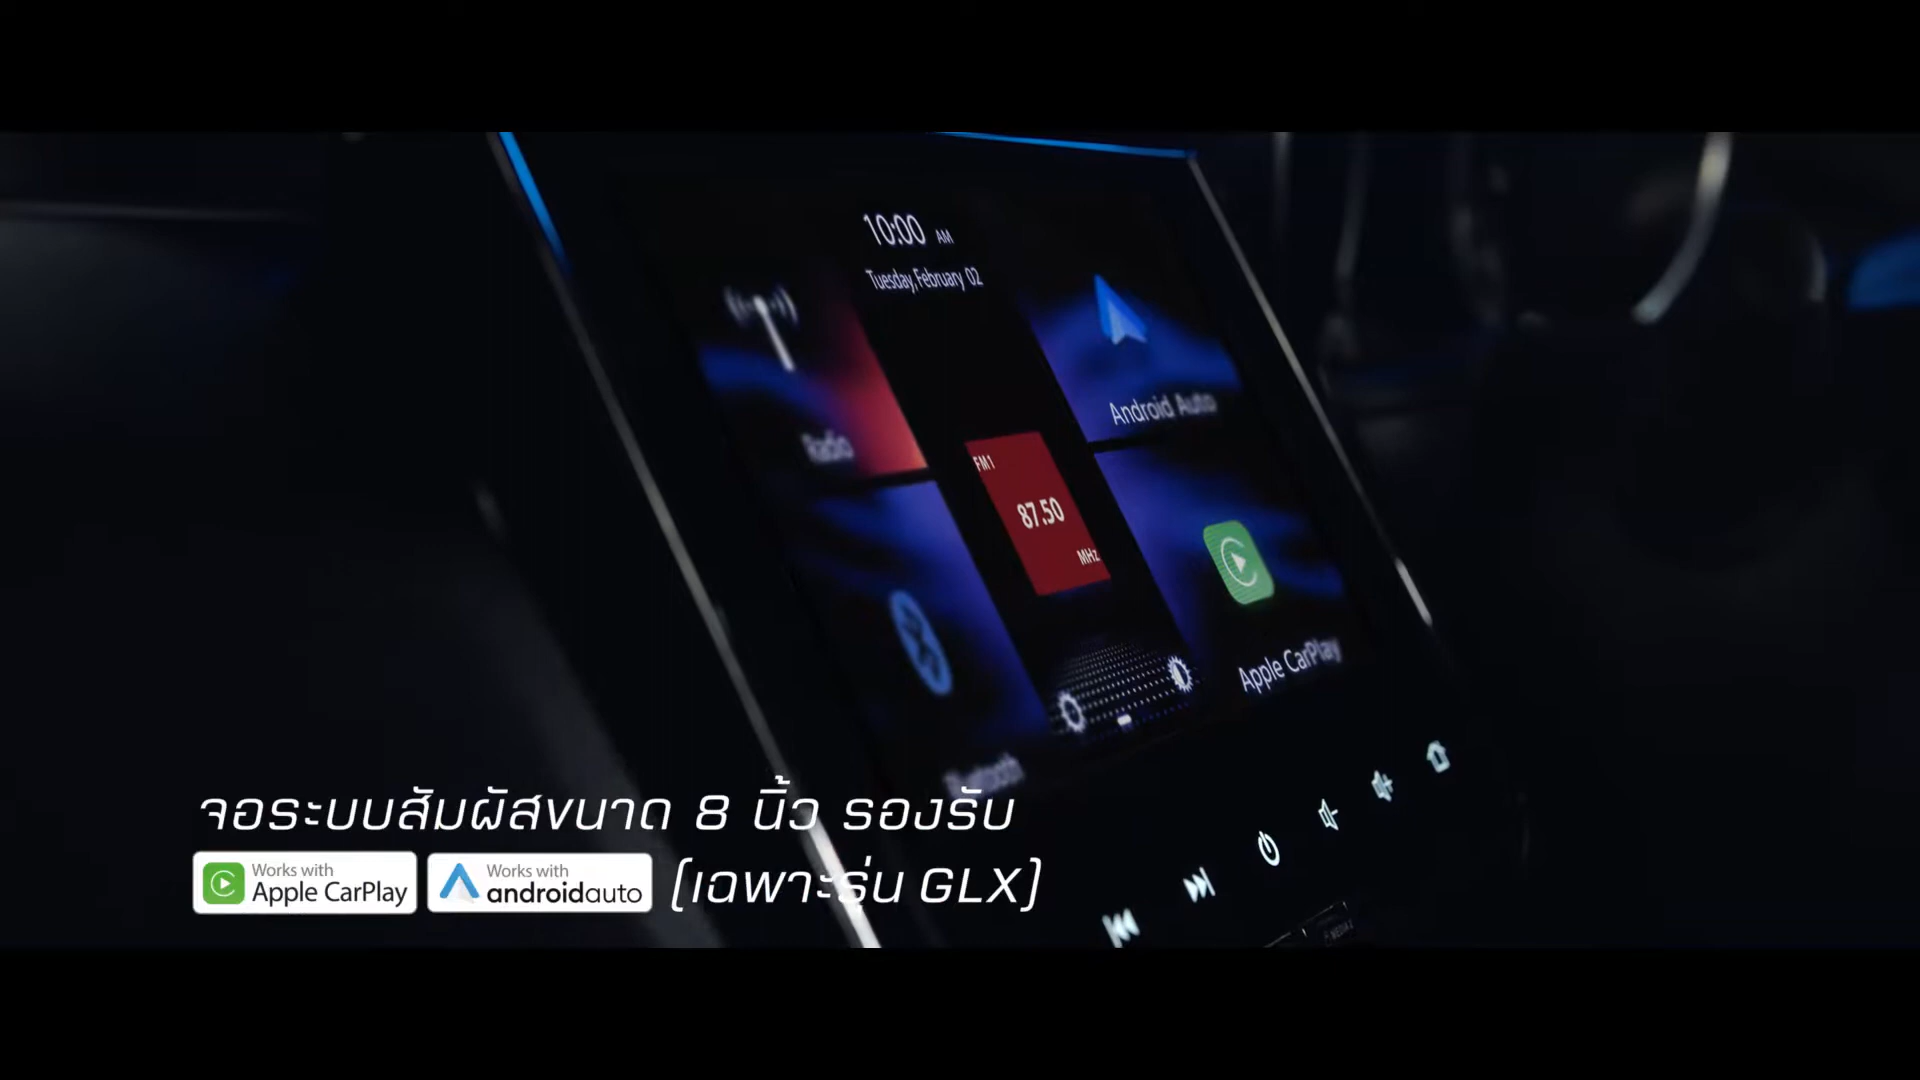 10:00 AM
Tuesday, February 02
Radio
Android Auto
FM1
87.50
MHz
Apple CarPlay
Bluetooth
จอระบบสัมผัสขนาด 8 นิ้ว รองรับ
Works with
Apple CarPlay
Works with
androidauto
(เฉพาะรุ่น GLX)